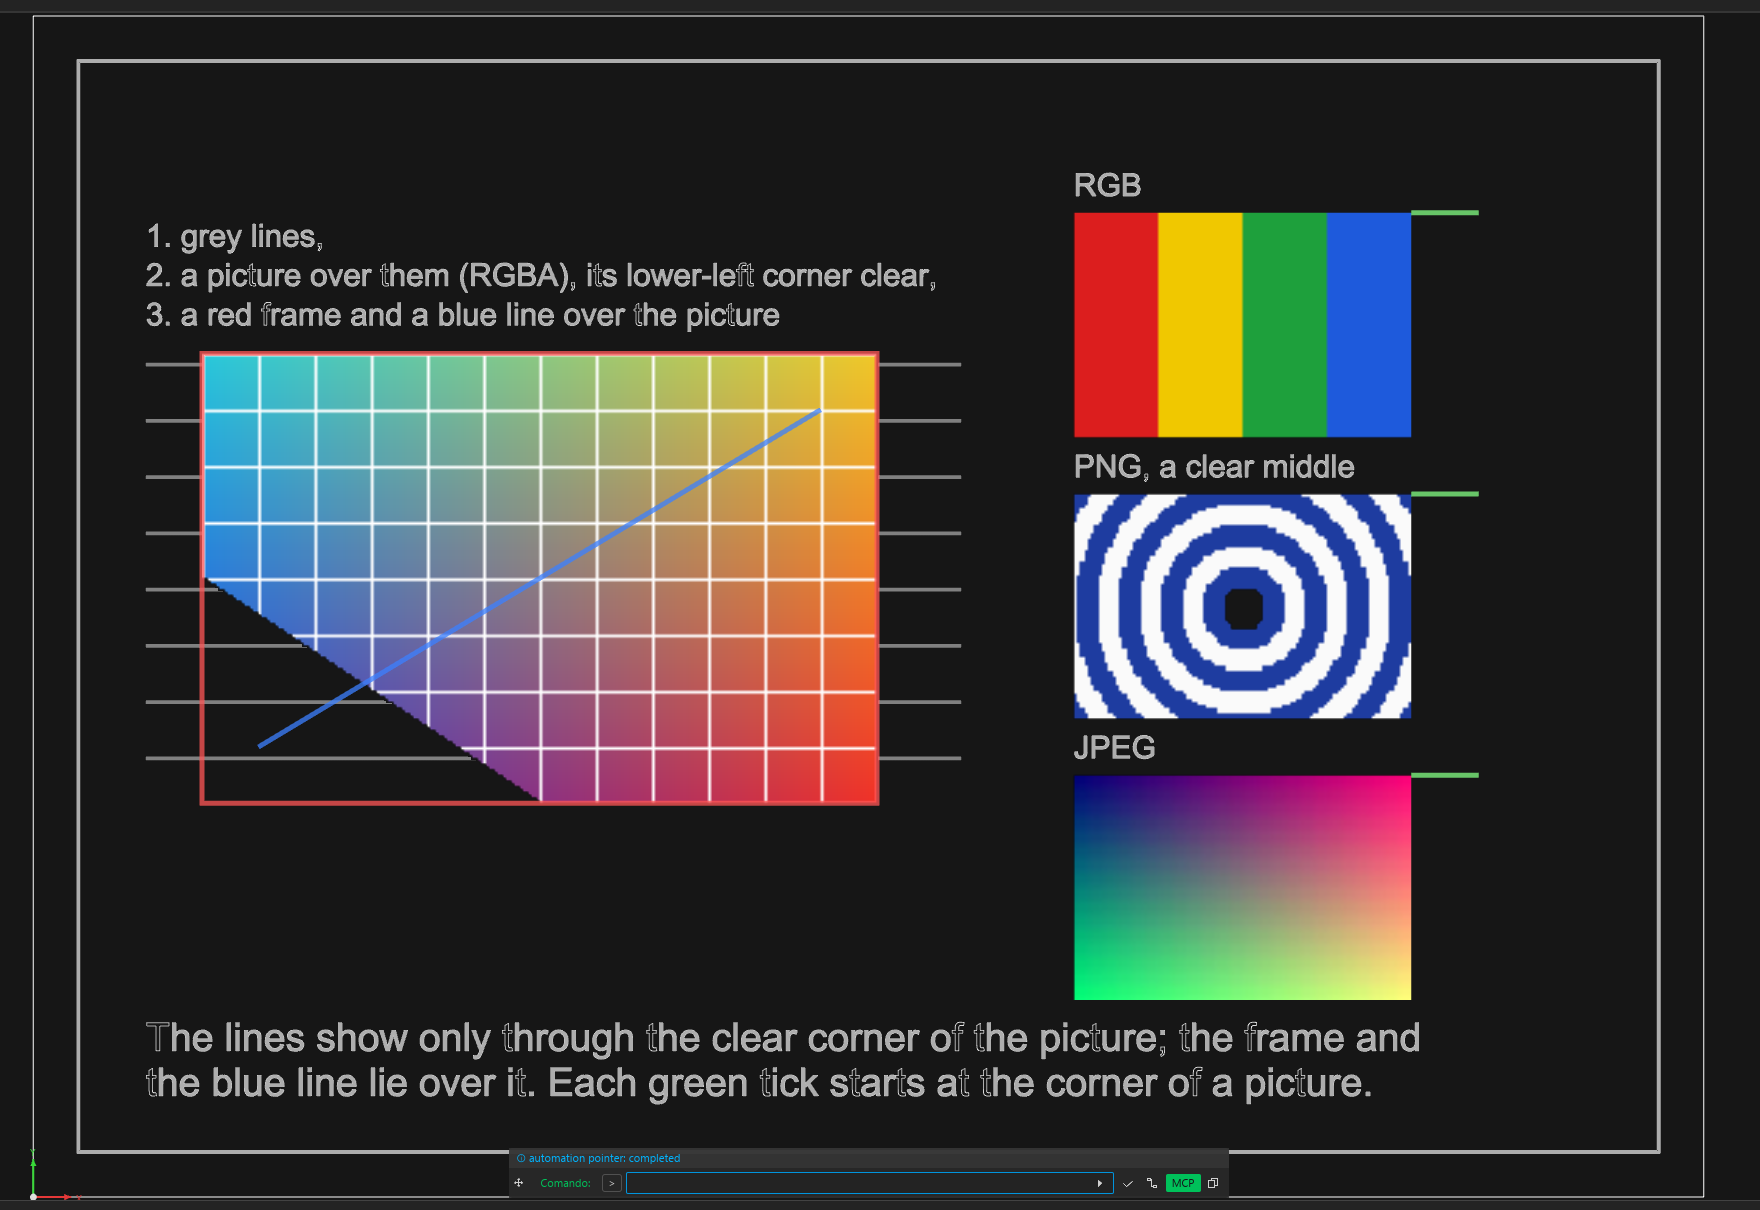 1. grey lines,
2. a picture over them (RGBA), its lower-left corner clear,
3. a red frame and a blue line over the picture
RGB
PNG, a clear middle
JPEG
The lines show only through the clear corner of the picture; the frame and
the blue line lie over it. Each green tick starts at the corner of a picture.
automation pointer: completed
Comando: >
MCP